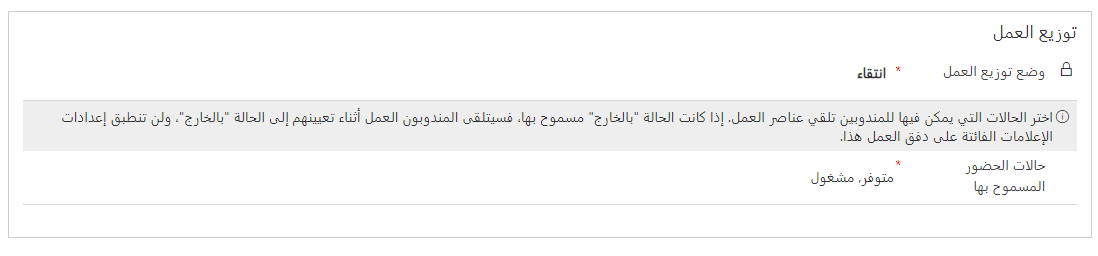 توزيع العمل
وضع توزيع العمل * انتقاء
اختر الحالات التي يمكن فيها للمندوبين تلقي عناصر العمل. إذا كانت الحالة "بالخارج" مسموح بها، فسيتلقى المندوبون العمل أثناء تعيينهم إلى الحالة "بالخارج"، ولن تنطبق إعدادات
الإعلامات الفائتة على دفق العمل هذا.
حالات الحضور * متوفر, مشغول
المسموح بها